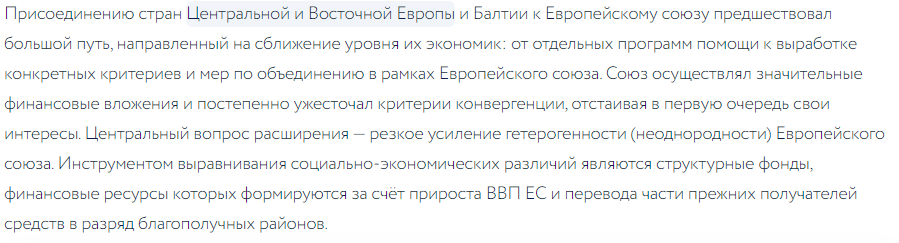 Присоединению стран Центральной и Восточной Европы и Балтии к Европейскому союзу предшествовал
большой путь, направленный на сближение уровня их экономик: от отдельных программ помощи к выработке
конкретных критериев и мер по объединению в рамках Европейского союза. Союз осуществлял значительные
финансовые вложения и постепенно ужесточал критерии конвергенции, отстаивая в первую очередь свои
интересы. Центральный вопрос расширения — резкое усиление гетерогенности (неоднородности) Европейского
союза. Инструментом выравнивания социально-экономических различий являются структурные фонды,
финансовые ресурсы которых формируются за счёт прироста ВВП ЕС и перевода части прежних получателей
средств в разряд благополучных районов.